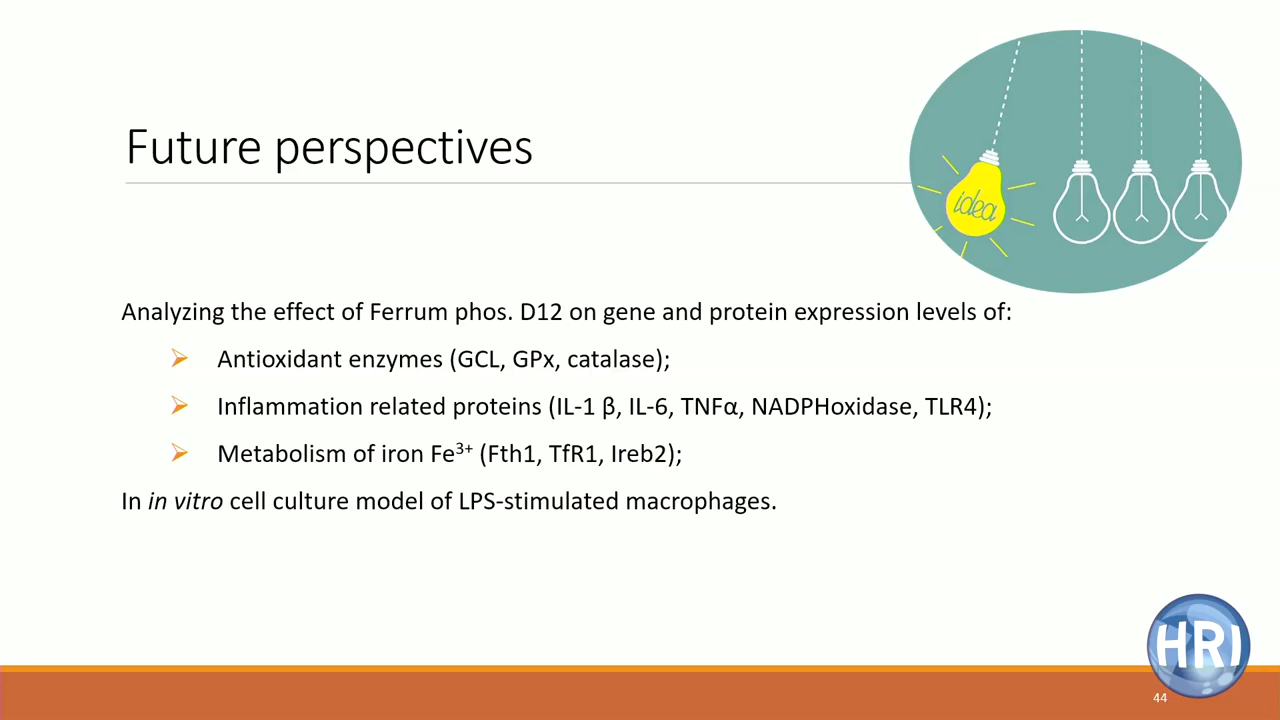 Future perspectives
idea
Analyzing the effect of Ferrum phos. D12 on gene and protein expression levels of:
Antioxidant enzymes (GCL, GPx, catalase);
Inflammation related proteins (IL-1 β, IL-6, TNFα, NADPHoxidase, TLR4);
Metabolism of iron Fe³⁺ (Fth1, TfR1, Ireb2);
In in vitro cell culture model of LPS-stimulated macrophages.
HRI
44